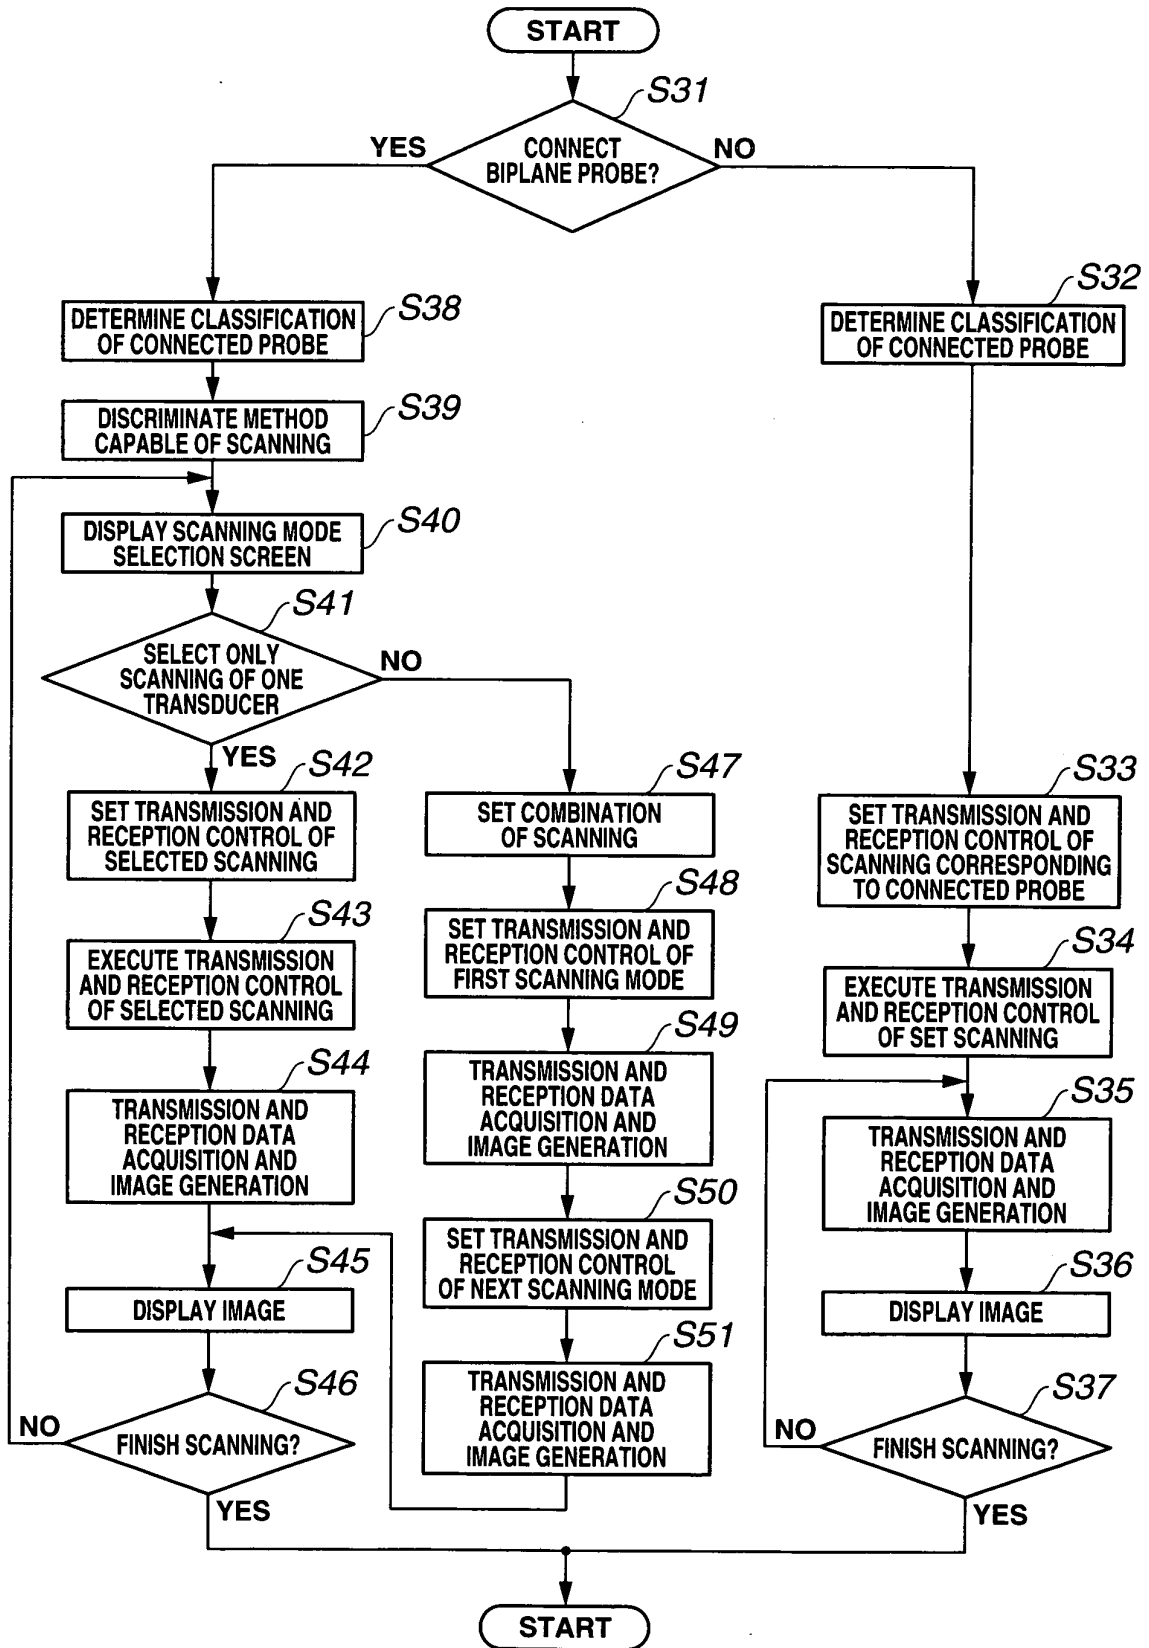 START
S31
CONNECT
BIPLANE PROBE?
YES
NO
S38
DETERMINE CLASSIFICATION
OF CONNECTED PROBE
S39
DISCRIMINATE METHOD
CAPABLE OF SCANNING
S40
DISPLAY SCANNING MODE
SELECTION SCREEN
S41
SELECT ONLY
SCANNING OF ONE
TRANSDUCER
NO
YES
S42
SET TRANSMISSION AND
RECEPTION CONTROL OF
SELECTED SCANNING
S43
EXECUTE TRANSMISSION
AND RECEPTION CONTROL
OF SELECTED SCANNING
S44
TRANSMISSION AND
RECEPTION DATA
ACQUISITION AND
IMAGE GENERATION
S45
DISPLAY IMAGE
S46
FINISH SCANNING?
NO
YES
S47
SET COMBINATION
OF SCANNING
S48
SET TRANSMISSION AND
RECEPTION CONTROL OF
FIRST SCANNING MODE
S49
TRANSMISSION AND
RECEPTION DATA
ACQUISITION AND
IMAGE GENERATION
S50
SET TRANSMISSION AND
RECEPTION CONTROL
OF NEXT SCANNING MODE
S51
TRANSMISSION AND
RECEPTION DATA
ACQUISITION AND
IMAGE GENERATION
S32
DETERMINE CLASSIFICATION
OF CONNECTED PROBE
S33
SET TRANSMISSION AND
RECEPTION CONTROL OF
SCANNING CORRESPONDING
TO CONNECTED PROBE
S34
EXECUTE TRANSMISSION
AND RECEPTION CONTROL
OF SET SCANNING
S35
TRANSMISSION AND
RECEPTION DATA
ACQUISITION AND
IMAGE GENERATION
S36
DISPLAY IMAGE
S37
FINISH SCANNING?
NO
YES
START